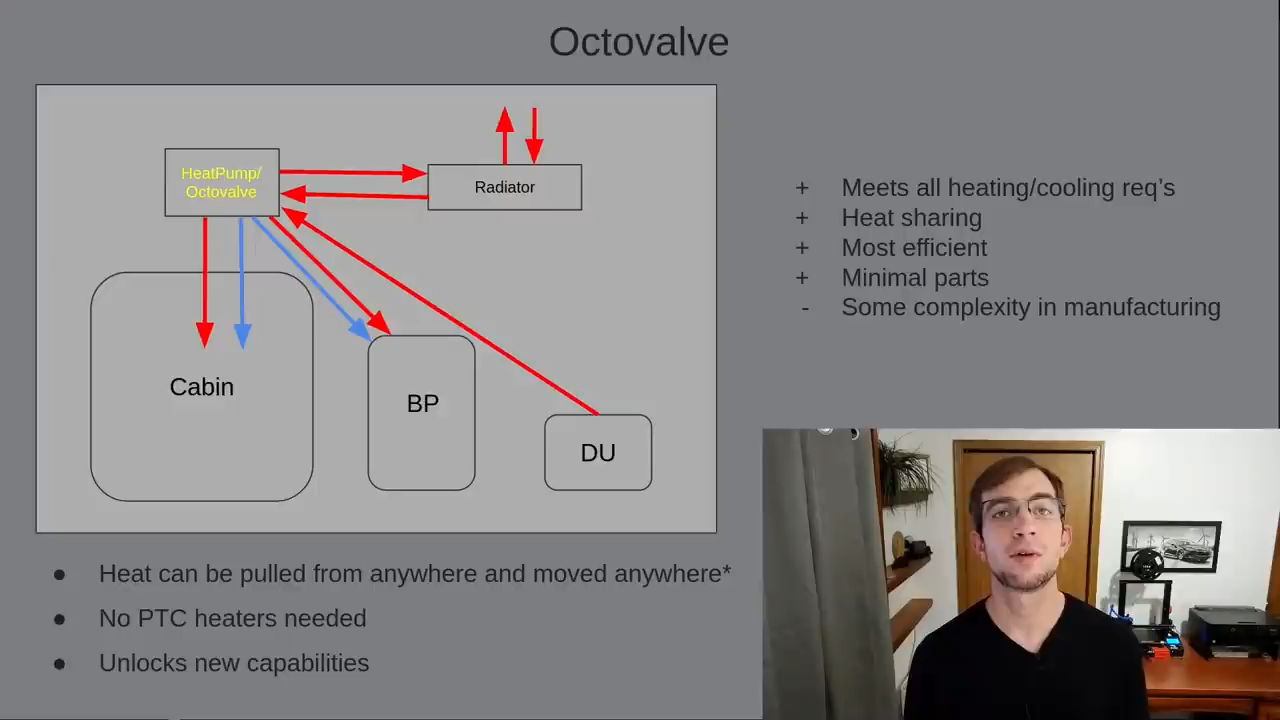 Octovalve
HeatPump/
Octovalve
Radiator
Cabin
BP
DU
+ Meets all heating/cooling req's
+ Heat sharing
+ Most efficient
+ Minimal parts
- Some complexity in manufacturing
● Heat can be pulled from anywhere and moved anywhere*
● No PTC heaters needed
● Unlocks new capabilities